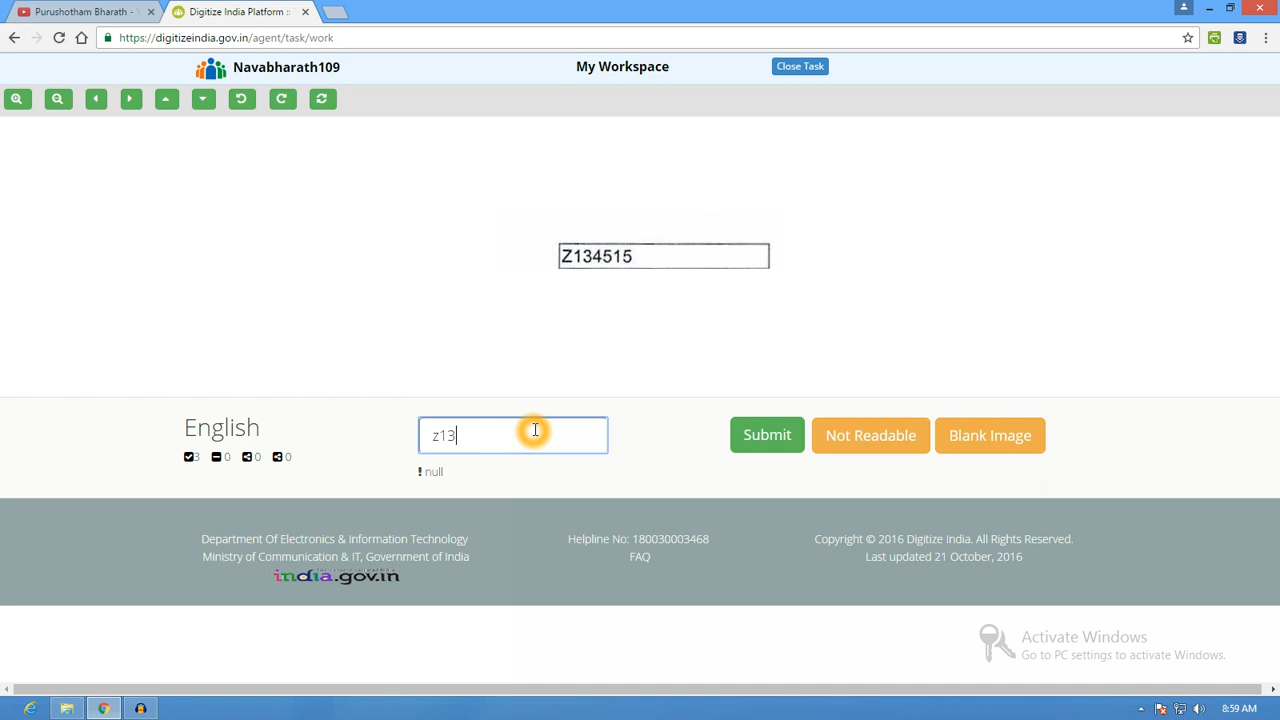 Purushotham Bharath - Y
Digitize India Platform ::
https://digitizeindia.gov.in/agent/task/work
Navabharath109
My Workspace
Close Task
Z134515
English
3 0 0 0
z13
! null
Submit
Not Readable
Blank Image
Department Of Electronics & Information Technology
Ministry of Communication & IT, Government of India
india.gov.in
Helpline No: 180030003468
FAQ
Copyright © 2016 Digitize India. All Rights Reserved.
Last updated 21 October, 2016
Activate Windows
Go to PC settings to activate Windows.
8:59 AM